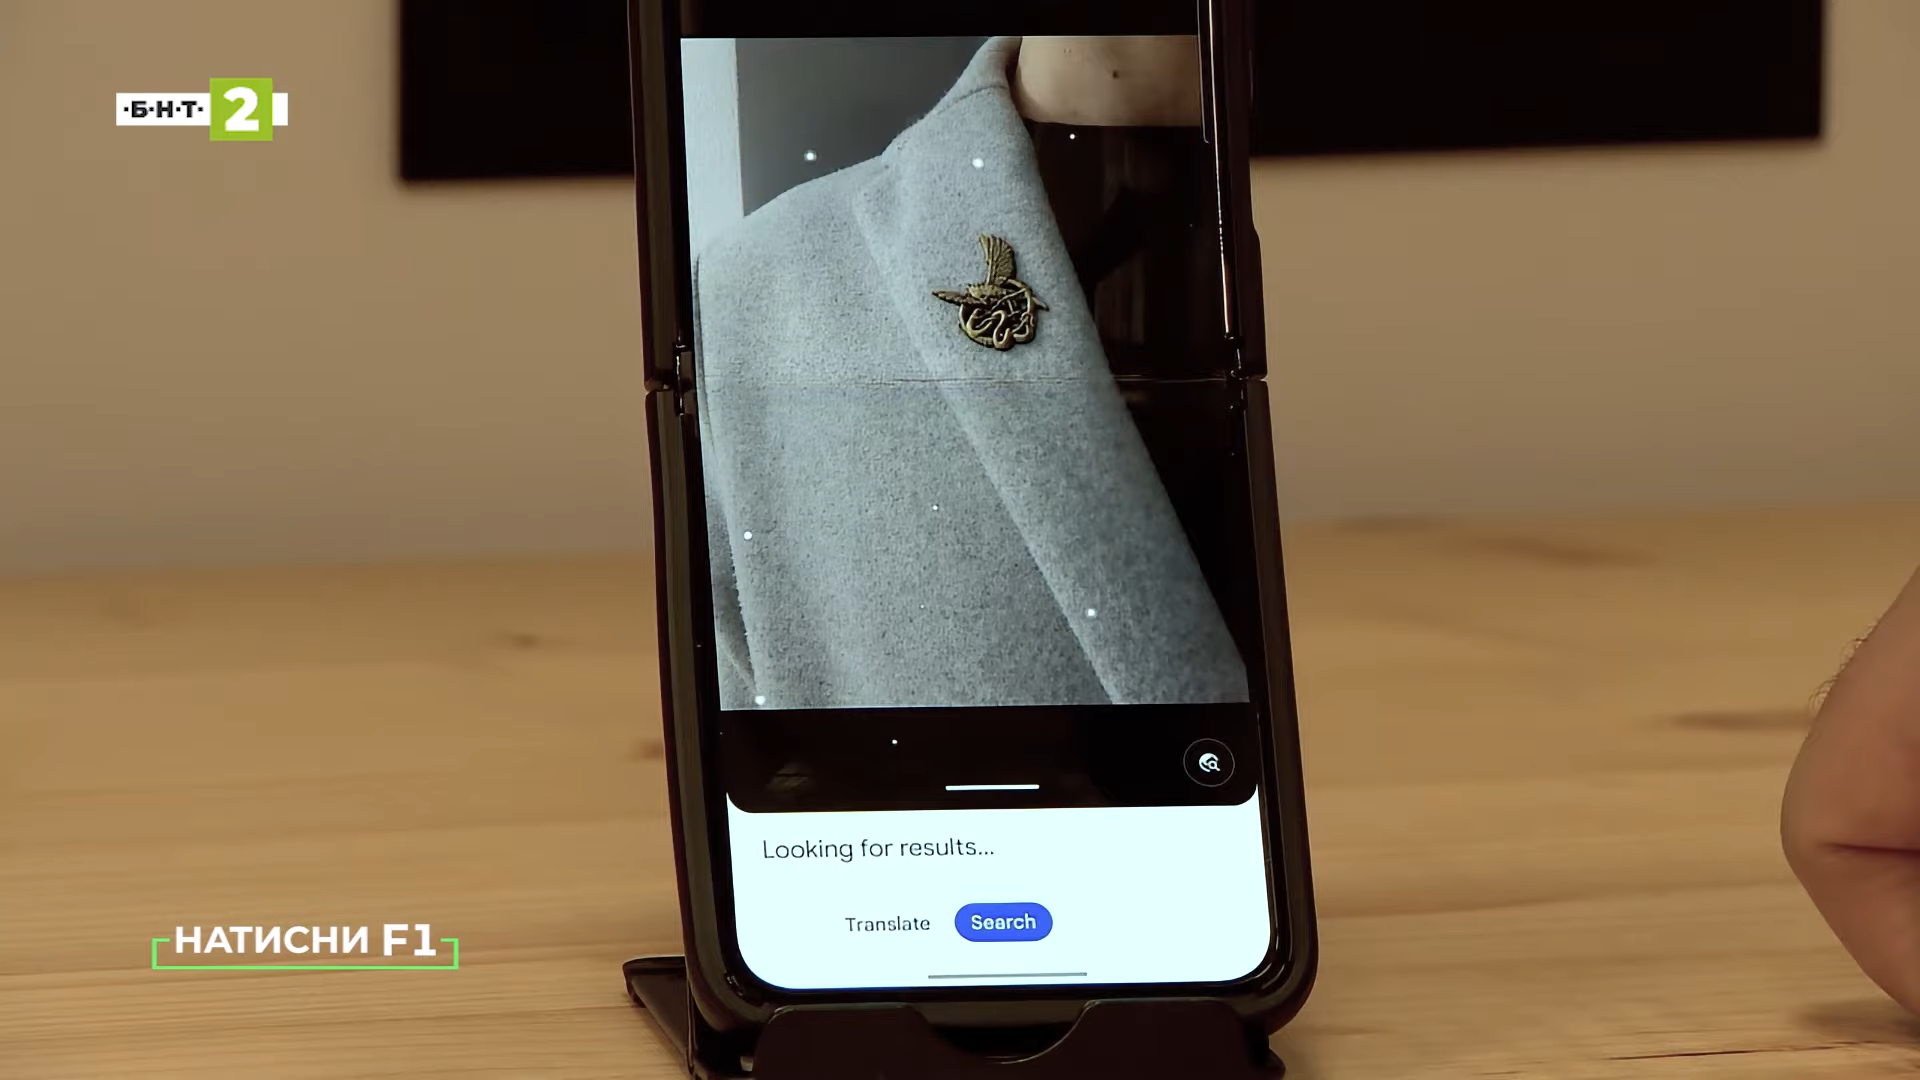 ·Б·Н·Т· 2
Looking for results...
Translate Search
НАТИСНИ F1